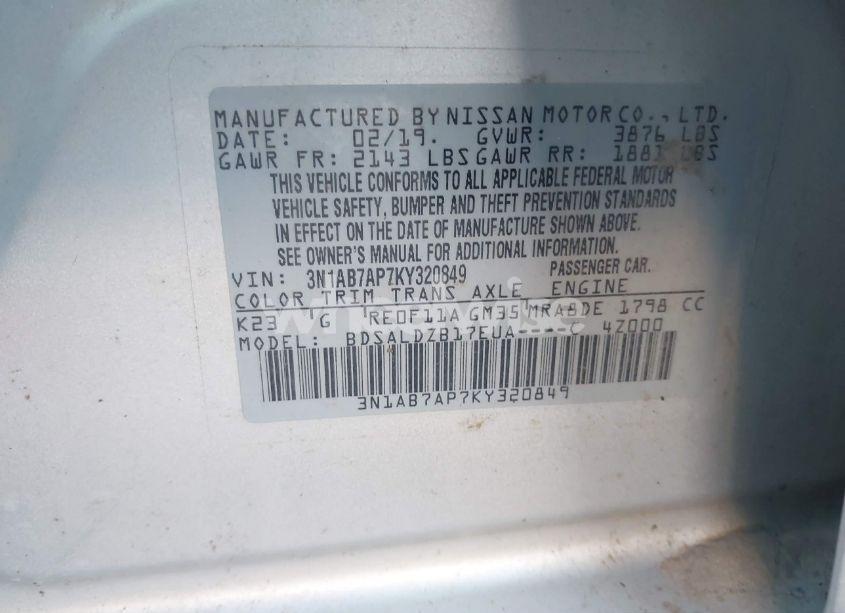 MANUFACTURED BY NISSAN MOTOR CO., LTD.
DATE: 02/19. GVWR: 3876 LBS
GAWR FR: 2143 LBS GAWR RR: 1881 LBS
THIS VEHICLE CONFORMS TO ALL APPLICABLE FEDERAL MOTOR
VEHICLE SAFETY, BUMPER AND THEFT PREVENTION STANDARDS
IN EFFECT ON THE DATE OF MANUFACTURE SHOWN ABOVE.
SEE OWNER'S MANUAL FOR ADDITIONAL INFORMATION.
VIN: 3N1AB7AP7KY320849 PASSENGER CAR.
COLOR TRIM TRANS AXLE ENGINE
K23 G RE0F11A GM35 MRA8DE 1798 CC
MODEL: BDSALDZB17EUA----C 4Z000
3N1AB7AP7KY320849